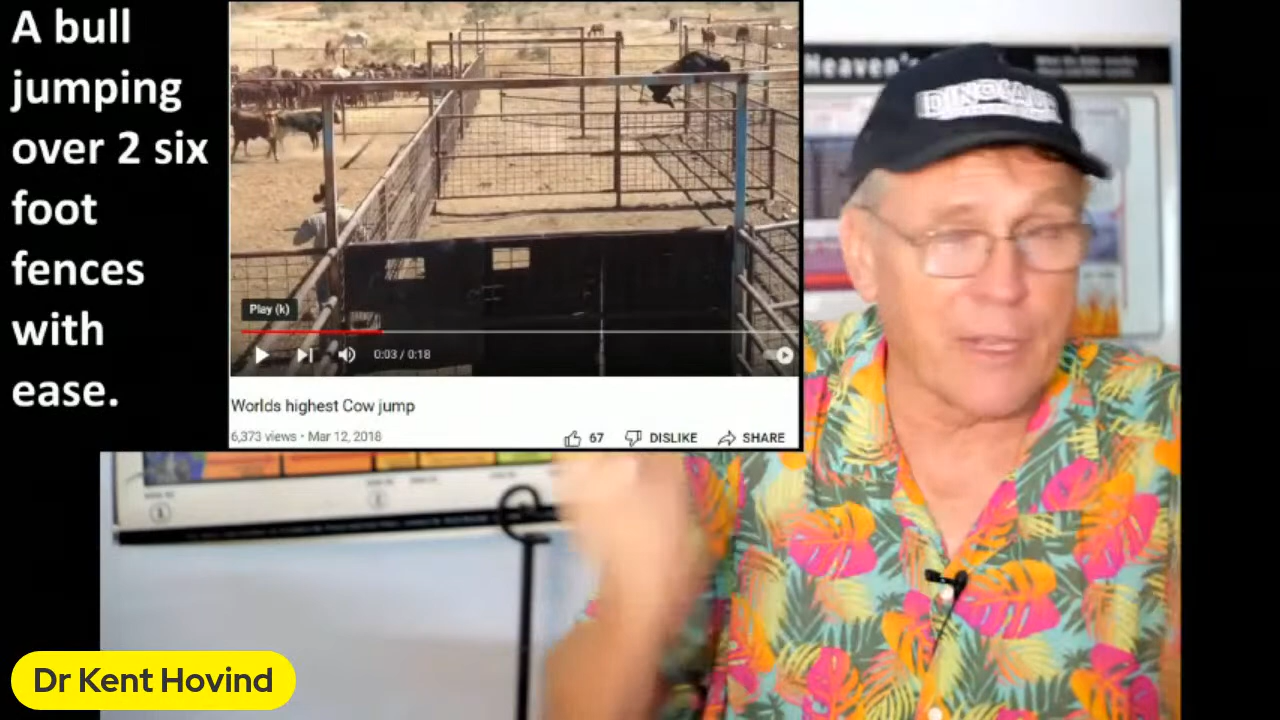 A bull
jumping
over 2 six
foot
fences
with
ease.
Play (k)
0:03 / 0:18
Worlds highest Cow jump
6,373 views • Mar 12, 2018
67 DISLIKE SHARE
Heaven's
Dr Kent Hovind